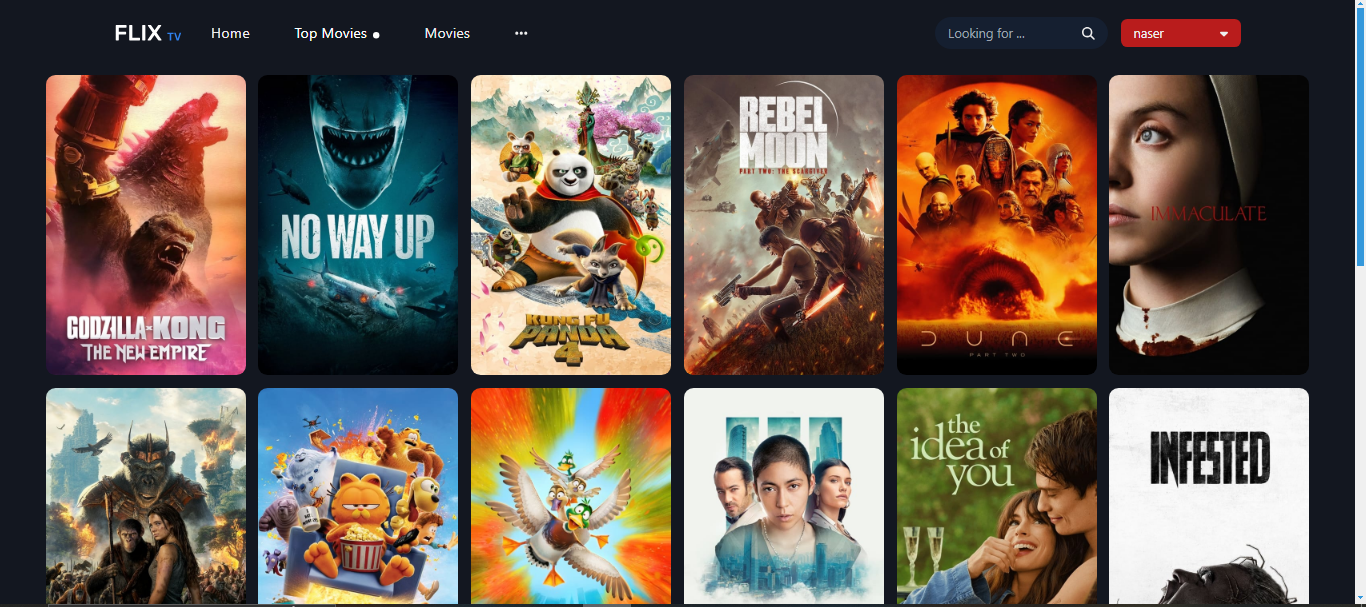 FLIX TV Home Top Movies Movies ... Looking for ... naser
REBEL
MOON
PART TWO: THE SCARGIVER
IMMACULATE
NO WAY UP
GODZILLA x KONG
THE NEW EMPIRE
KUNG FU
PANDA
4
DUNE
PART TWO
the
idea of
you
INFESTED